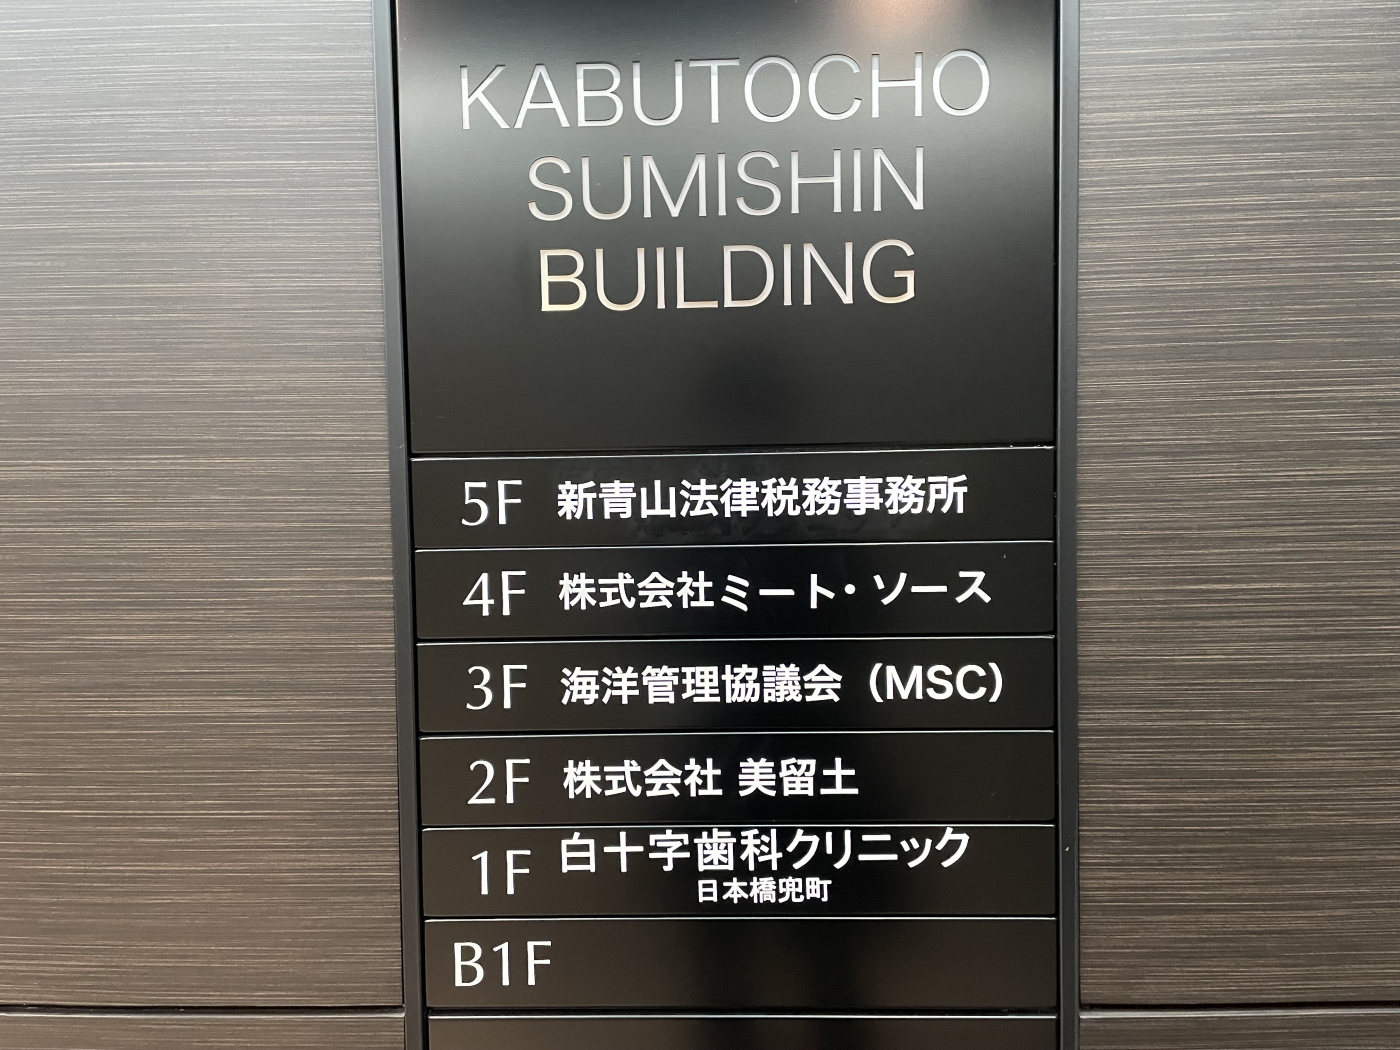 KABUTOCHO
SUMISHIN
BUILDING
5F 新青山法律税務事務所
4F 株式会社ミート・ソース
3F 海洋管理協議会（MSC）
2F 株式会社 美留土
1F 白十字歯科クリニック
日本橋兜町
B1F